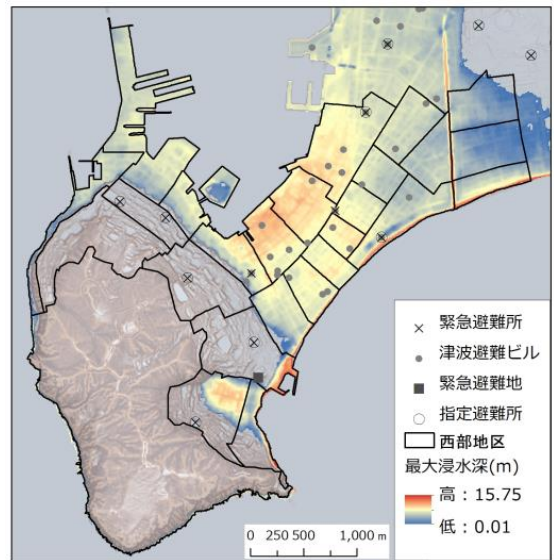 緊急避難所
津波避難ビル
緊急避難地
指定避難所
西部地区
最大浸水深(m)
高：15.75
低：0.01
0 250 500 1,000 m